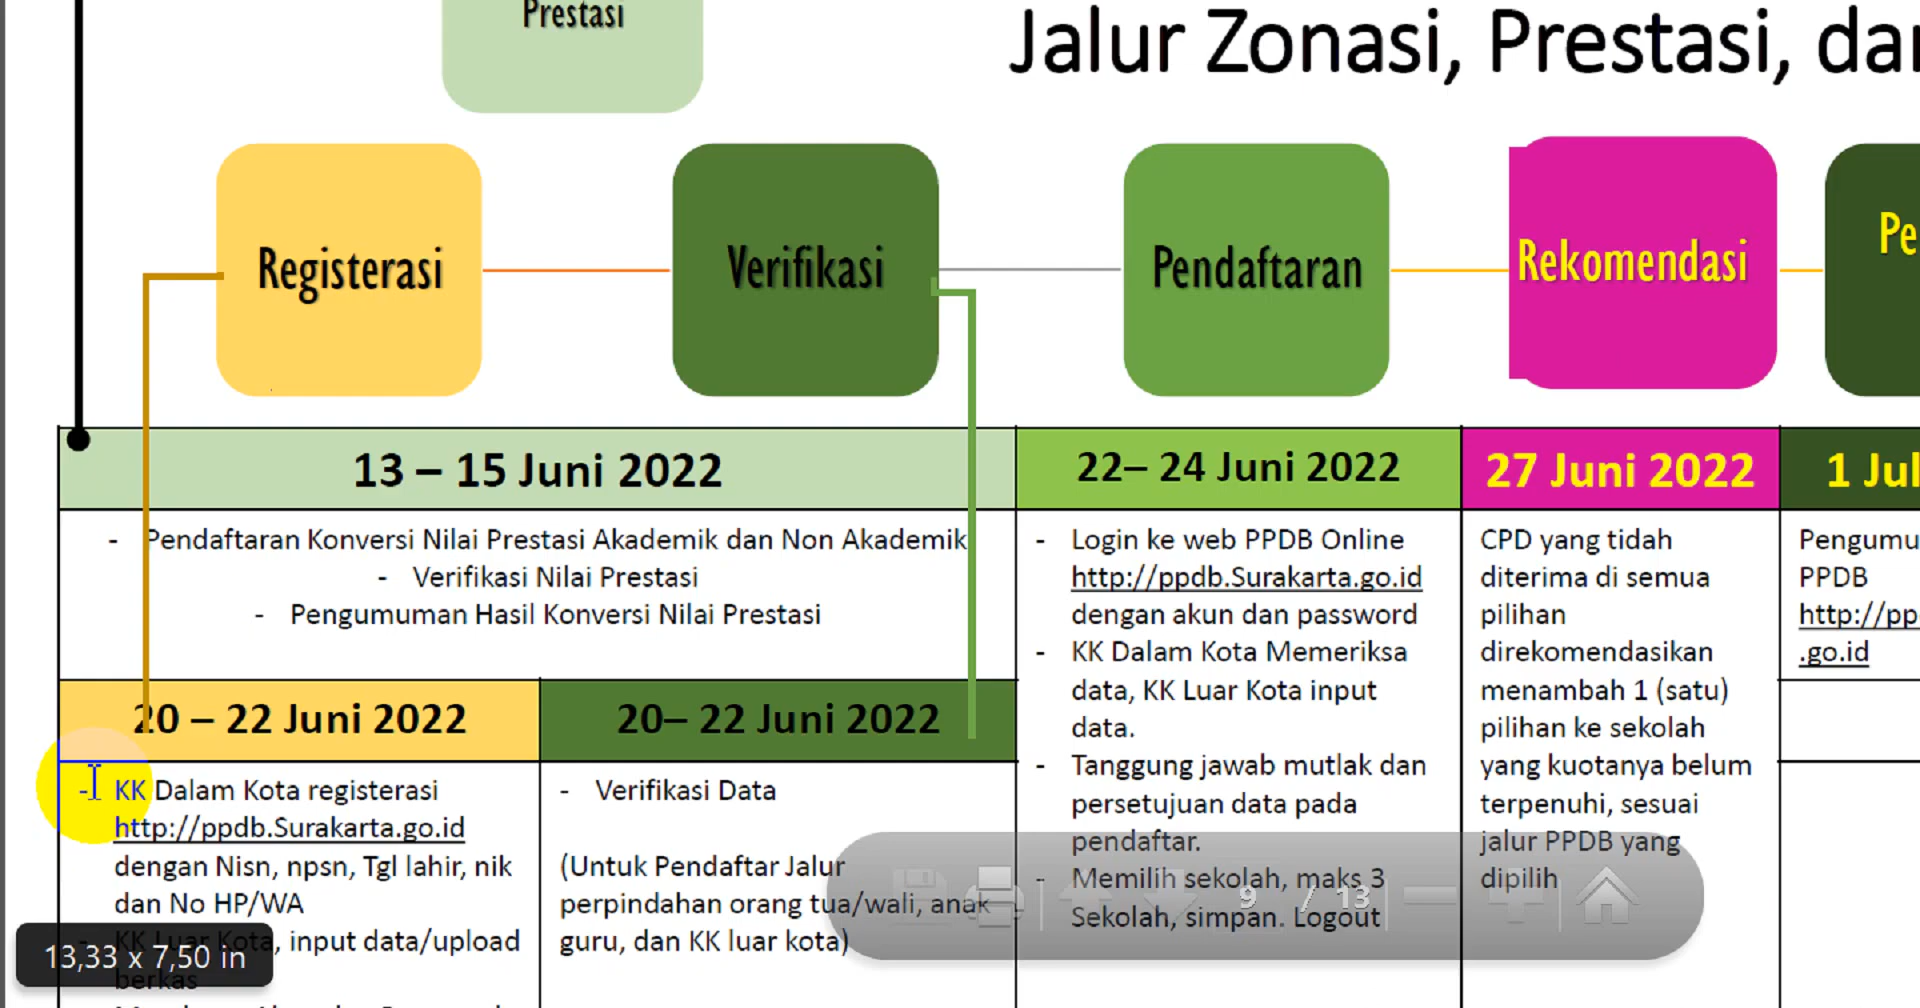 Prestasi
Jalur Zonasi, Prestasi, dan
Registerasi
Verifikasi
Pendaftaran
Rekomendasi
Pe
13 – 15 Juni 2022
22– 24 Juni 2022
27 Juni 2022
1 Jul
- Pendaftaran Konversi Nilai Prestasi Akademik dan Non Akademik
- Verifikasi Nilai Prestasi
- Pengumuman Hasil Konversi Nilai Prestasi
20 – 22 Juni 2022
20– 22 Juni 2022
- KK Dalam Kota registerasi
http://ppdb.Surakarta.go.id
dengan Nisn, npsn, Tgl lahir, nik
dan No HP/WA
- KK Luar Kota, input data/upload
berkas
- Verifikasi Data
(Untuk Pendaftar Jalur
perpindahan orang tua/wali, anak
guru, dan KK luar kota)
- Login ke web PPDB Online
http://ppdb.Surakarta.go.id
dengan akun dan password
- KK Dalam Kota Memeriksa
data, KK Luar Kota input
data.
- Tanggung jawab mutlak dan
persetujuan data pada
pendaftar.
- Memilih sekolah, maks 3
Sekolah, simpan. Logout
CPD yang tidak
diterima di semua
pilihan
direkomendasikan
menambah 1 (satu)
pilihan ke sekolah
yang kuotanya belum
terpenuhi, sesuai
jalur PPDB yang
dipilih
Pengumu
PPDB
http://pp
.go.id
9 / 13
13,33 x 7,50 in